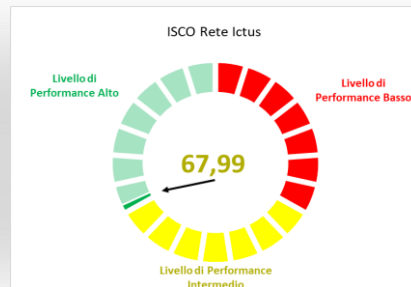 ISCO Rete Ictus
Livello di
Performance Alto
Livello di
Performance Basso
67,99
Livello di Performance
Intermedio